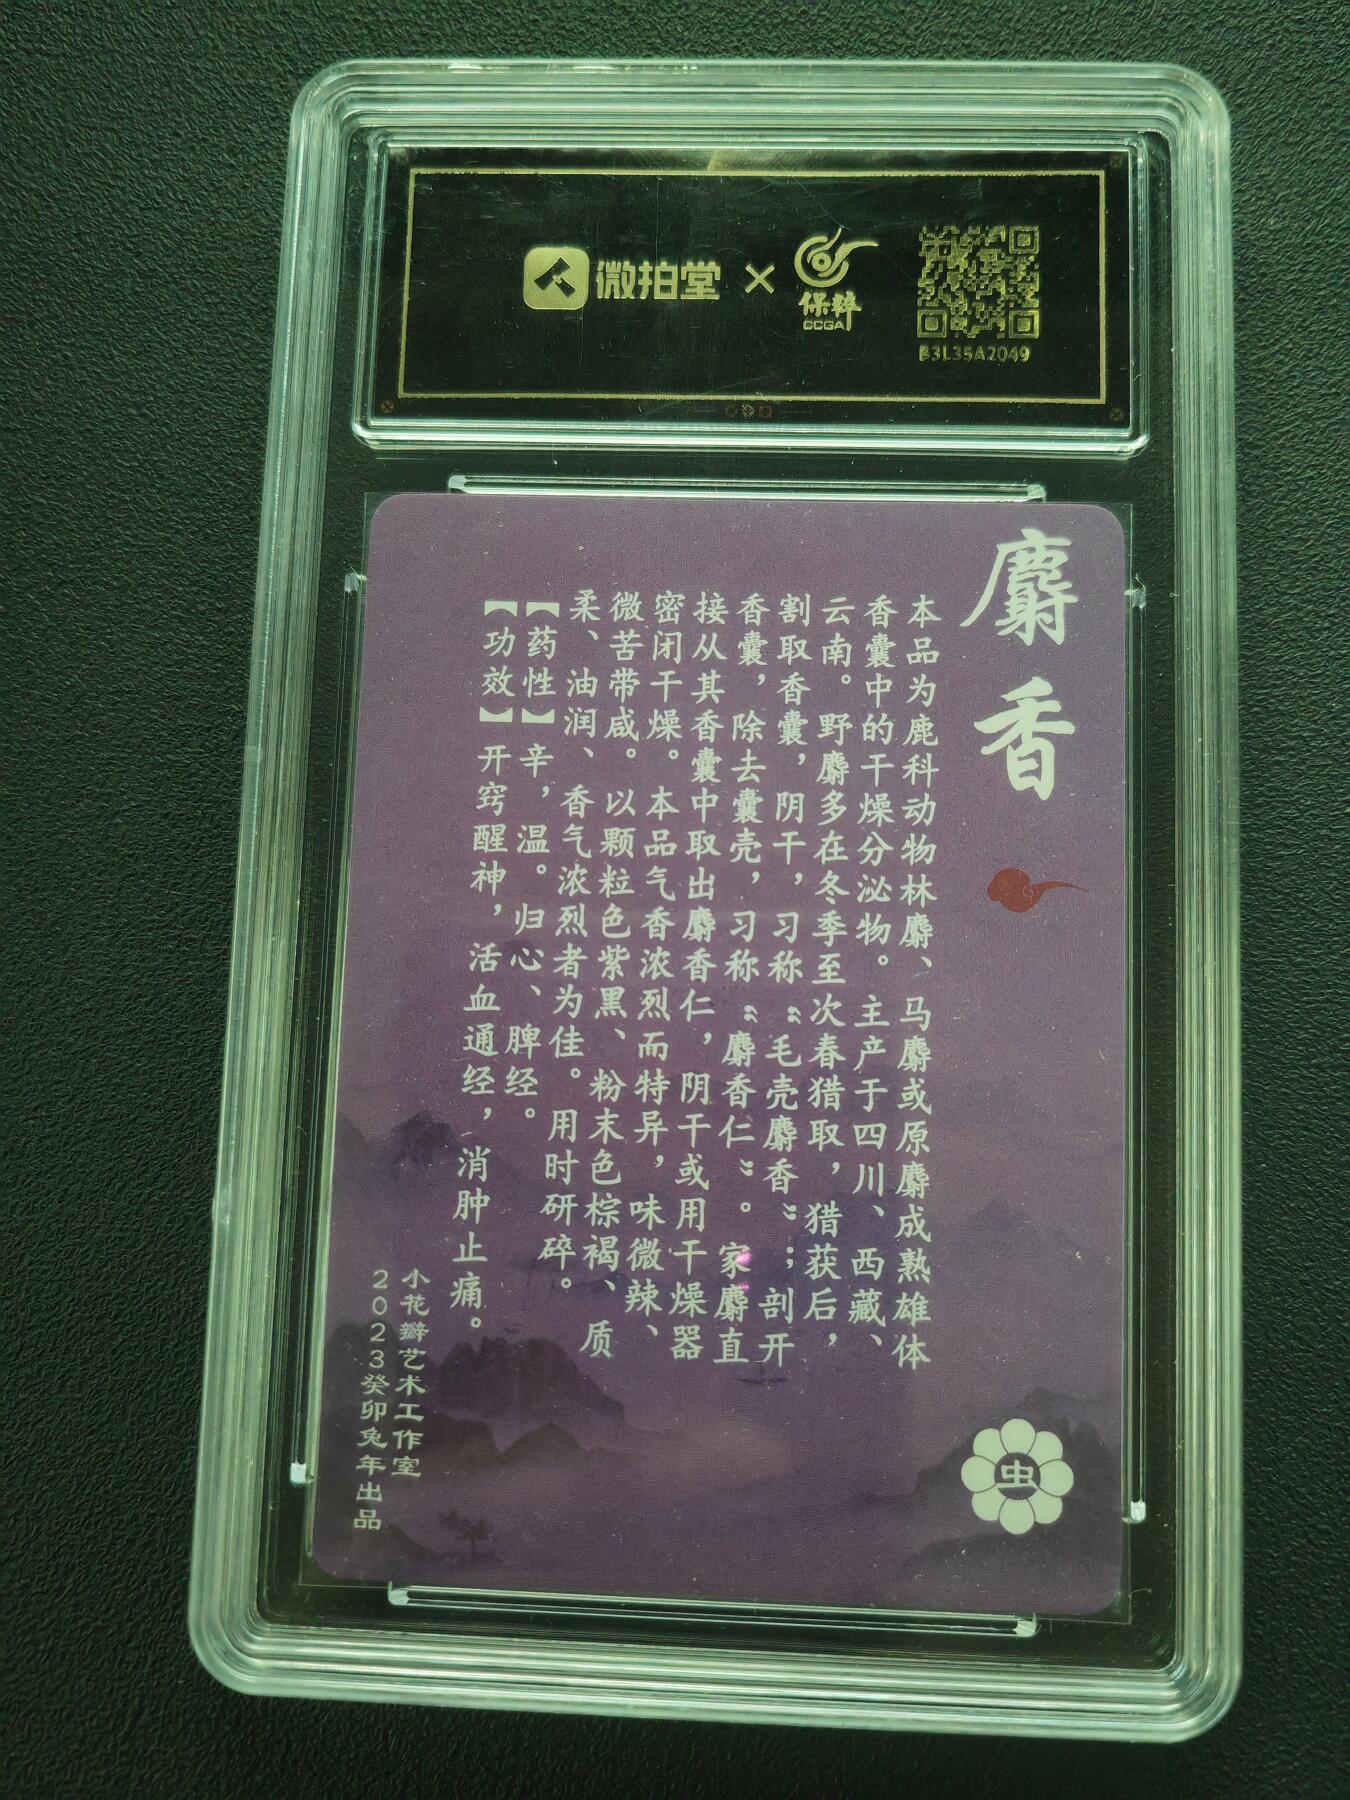 微拍堂 × 保粹
CCGA
B3L35A2049
麝香
本品为鹿科动物林麝、马麝或原麝成熟雄体
香囊中的干燥分泌物。主产于四川、西藏、
云南。野麝多在冬季至次春猎取，猎获后，
割取香囊，阴干，习称“毛壳麝香”；剖开
香囊，除去囊壳，习称“麝香仁”。家麝直
接从其香囊中取出麝香仁，阴干或用干燥器
密闭干燥。本品气香浓烈而特异，味微辣、
微苦带咸。以颗粒色紫黑、粉末色棕褐、质
柔、油润、香气浓烈者为佳。用时研碎。
【药性】辛，温。归心、脾经。
【功效】开窍醒神，活血通经，消肿止痛。
小花瓣艺术工作室
2023癸卯兔年出品
虫